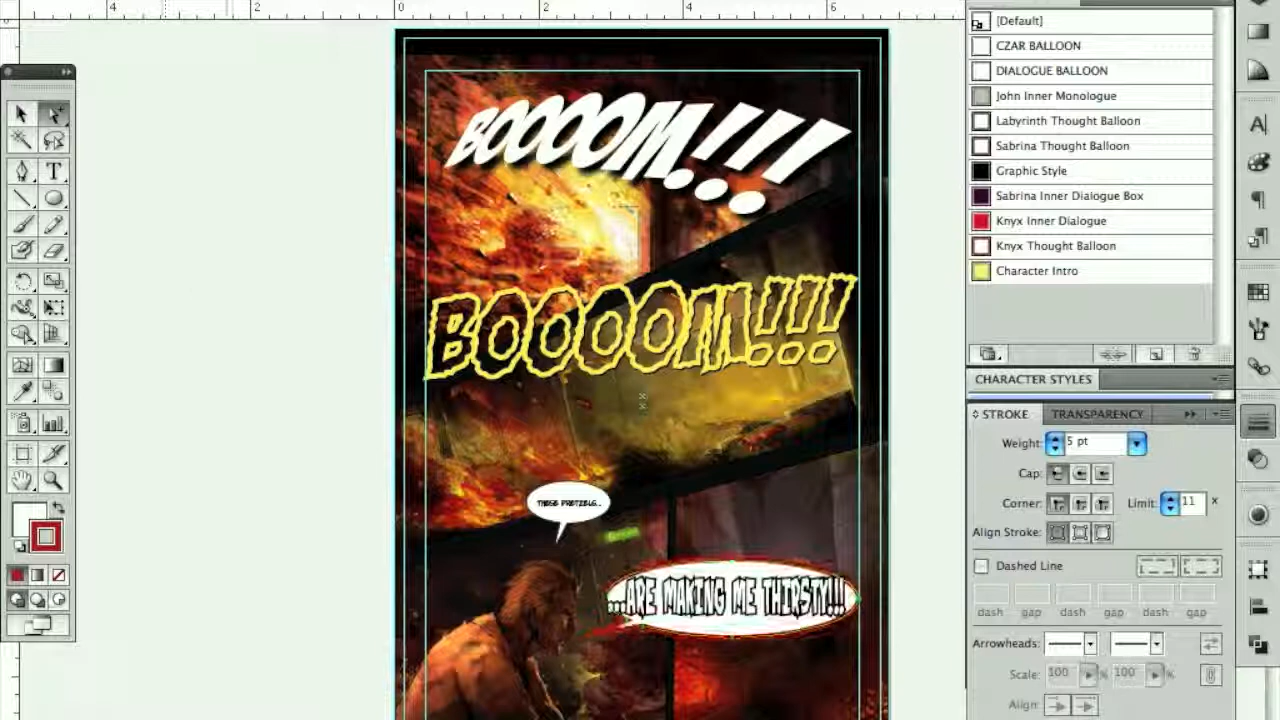 4
2
0
2
4
6
[Default]
CZAR BALLOON
DIALOGUE BALLOON
John Inner Monologue
Labyrinth Thought Balloon
Sabrina Thought Balloon
Graphic Style
Sabrina Inner Dialogue Box
Knyx Inner Dialogue
Knyx Thought Balloon
Character Intro
BOOOOM!!!
BOOOOM!!!
THESE PRETZELS..
...ARE MAKING ME THIRSTY!!!
CHARACTER STYLES
STROKE
TRANSPARENCY
Weight: 5 pt
Cap:
Corner:
Limit: 11 x
Align Stroke:
Dashed Line
dash gap dash gap dash gap
Arrowheads:
Scale: 100 % 100 %
Align: